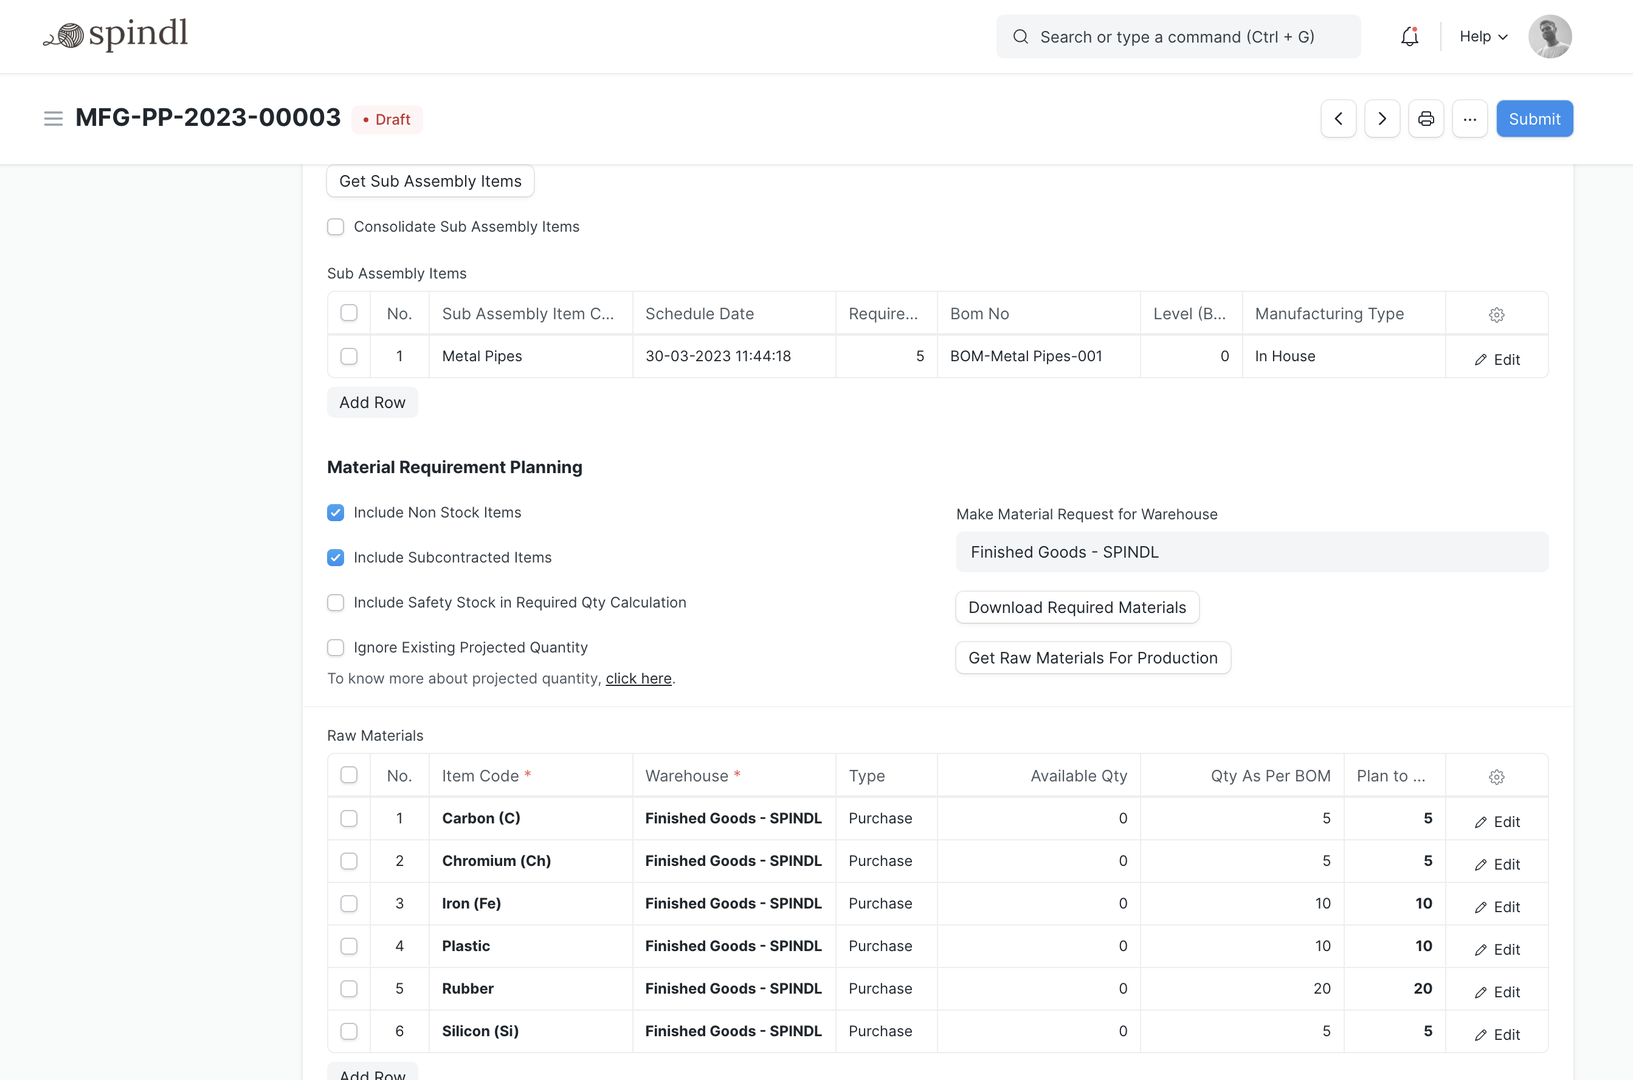 spindl
Search or type a command (Ctrl + G)
Help
MFG-PP-2023-00003
Draft
...
Submit
Get Sub Assembly Items
Consolidate Sub Assembly Items
Sub Assembly Items
No. Sub Assembly Item C... Schedule Date Require... Bom No Level (B... Manufacturing Type
1 Metal Pipes 30-03-2023 11:44:18 5 BOM-Metal Pipes-001 0 In House Edit
Add Row
Material Requirement Planning
Include Non Stock Items
Include Subcontracted Items
Include Safety Stock in Required Qty Calculation
Ignore Existing Projected Quantity
To know more about projected quantity, click here.
Make Material Request for Warehouse
Finished Goods - SPINDL
Download Required Materials
Get Raw Materials For Production
Raw Materials
No. Item Code * Warehouse * Type Available Qty Qty As Per BOM Plan to ...
1 Carbon (C) Finished Goods - SPINDL Purchase 0 5 5 Edit
2 Chromium (Ch) Finished Goods - SPINDL Purchase 0 5 5 Edit
3 Iron (Fe) Finished Goods - SPINDL Purchase 0 10 10 Edit
4 Plastic Finished Goods - SPINDL Purchase 0 10 10 Edit
5 Rubber Finished Goods - SPINDL Purchase 0 20 20 Edit
6 Silicon (Si) Finished Goods - SPINDL Purchase 0 5 5 Edit
Add Row